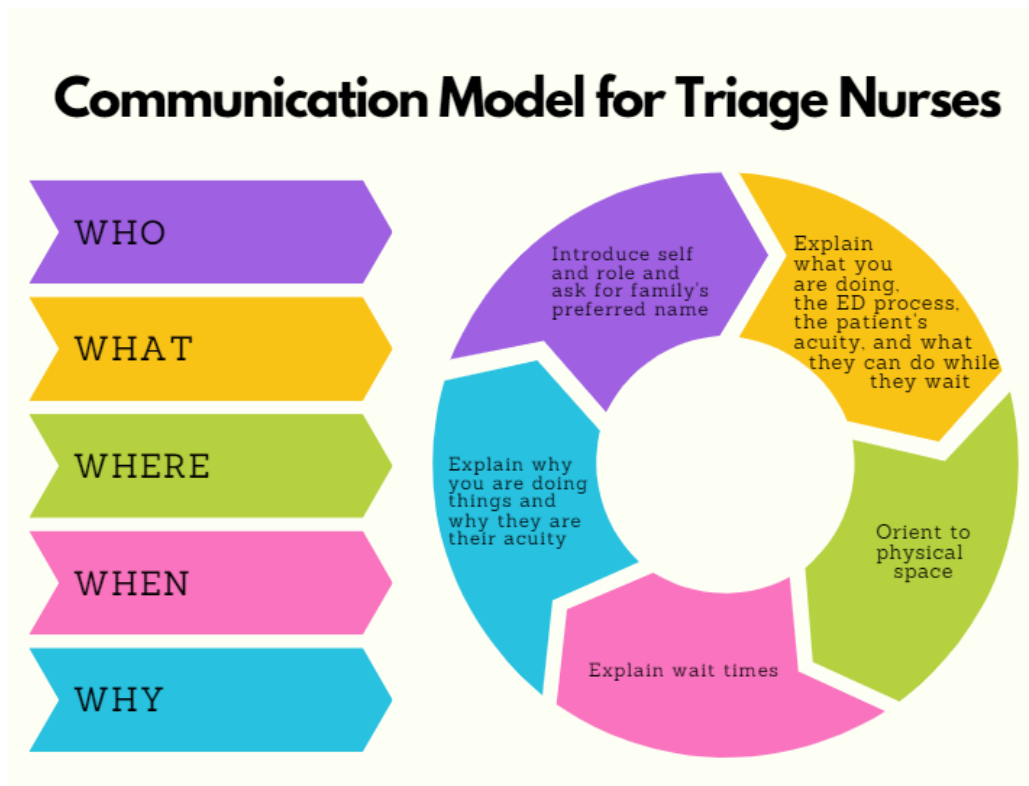 Communication Model for Triage Nurses
WHO
WHAT
WHERE
WHEN
WHY
Introduce self
and role and
ask for family's
preferred name
Explain
what you
are doing,
the ED process,
the patient's
acuity, and what
they can do while
they wait
Orient to
physical
space
Explain wait times
Explain why
you are doing
things and
why they are
their acuity